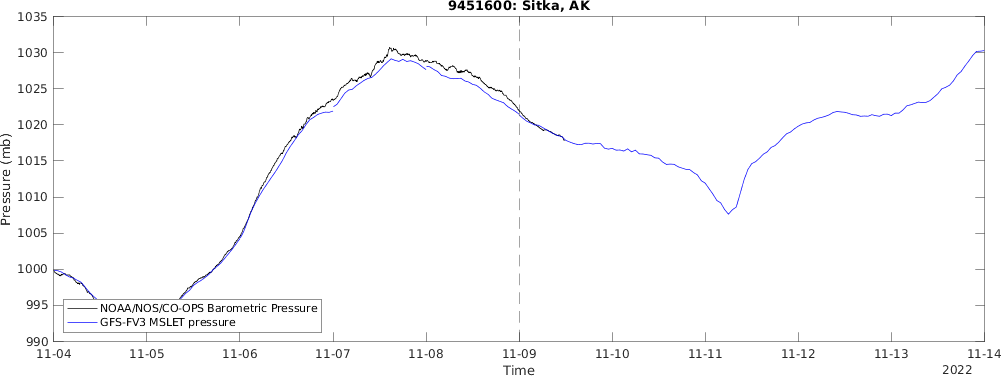 9451600: Sitka, AK
1035
1030
1025
1020
1015
1010
1005
1000
995
990
Pressure (mb)
NOAA/NOS/CO-OPS Barometric Pressure
GFS-FV3 MSLET pressure
11-04 11-05 11-06 11-07 11-08 11-09 11-10 11-11 11-12 11-13 11-14
Time
2022